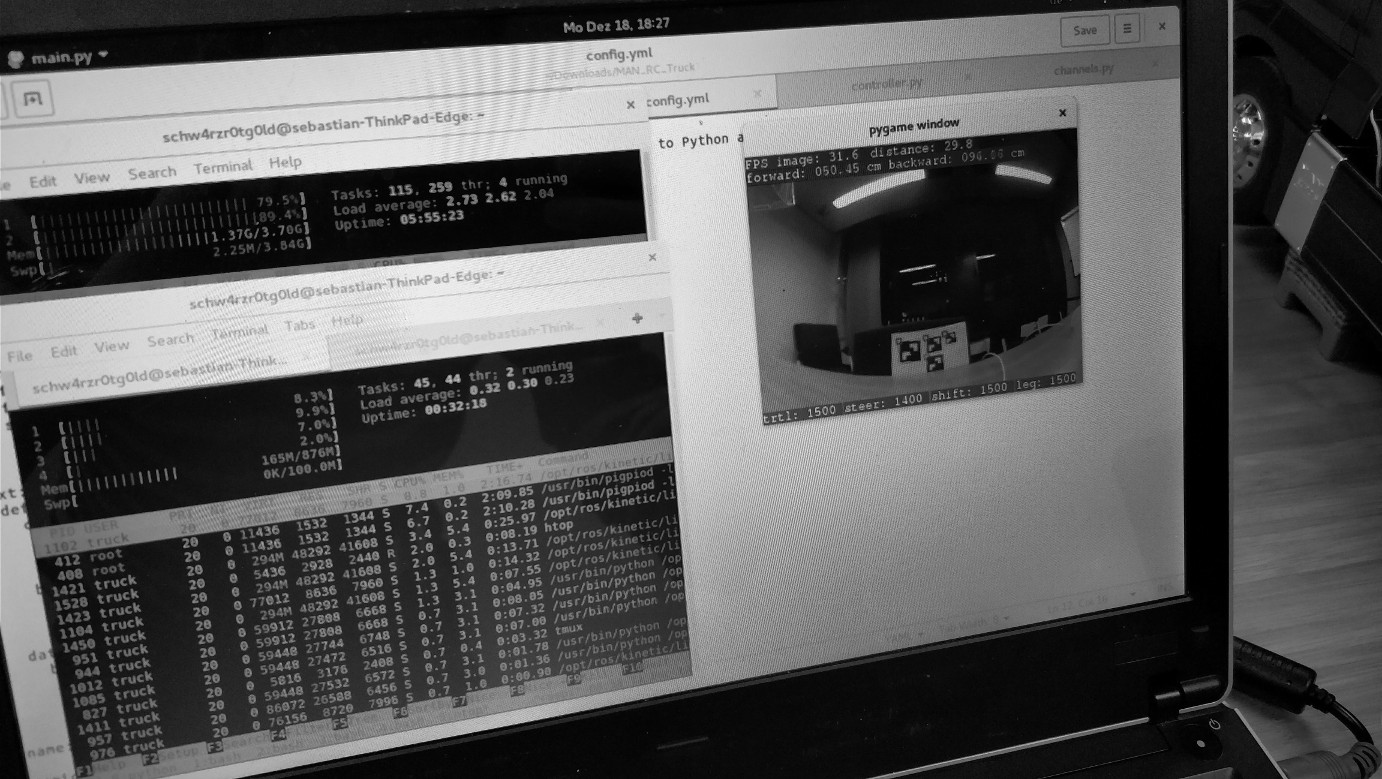 Mo Dez 18, 18:27
main.py
config.yml
~/Downloads/MAN_RC_Truck
Save
config.yml
controller.py
channels.py
to Python a
schw4rzr0tg0ld@sebastian-ThinkPad-Edge: ~
Edit View Search Terminal Help
1 [ 79.5%]
2 [ 89.4%]
Mem[ 1.37G/3.70G]
Swp[ 2.25M/3.84G]
Tasks: 115, 259 thr; 4 running
Load average: 2.73 2.62 2.04
Uptime: 05:55:23
schw4rzr0tg0ld@sebastian-ThinkPad-Edge: ~
File Edit View Search Terminal Tabs Help
schw4rzr0tg0ld@sebastian-Think...
schw4rzr0tg0ld@sebastian-Think...
1 [ 8.3%]
2 [ 9.9%]
3 [ 7.0%]
4 [ 2.0%]
Mem[ 165M/876M]
Swp[ 0K/100.0M]
Tasks: 45, 44 thr; 2 running
Load average: 0.32 0.30 0.23
Uptime: 00:32:18
PID USER PRI NI RES SHR S CPU% MEM% TIME+ Command
1102 truck 20 0 77012 8636 7960 S 8.8 1.0 2:16.74 /opt/ros/kinetic/li
412 root 20 0 11436 1532 1344 S 7.4 0.2 2:09.85 /usr/bin/pigpiod -l
408 root 20 0 11436 1532 1344 S 6.7 0.2 2:10.28 /usr/bin/pigpiod -l
1421 truck 20 0 294M 48292 41608 S 3.4 5.4 0:25.97 /opt/ros/kinetic/li
1528 truck 20 0 5436 2928 2440 R 2.0 0.3 0:08.19 htop
1423 truck 20 0 294M 48292 41608 S 2.0 5.4 0:13.71 /opt/ros/kinetic/li
1104 truck 20 0 77012 8636 7960 S 1.3 1.0 0:14.32 /opt/ros/kinetic/li
1450 truck 20 0 294M 48292 41608 S 1.3 5.4 0:07.55 /opt/ros/kinetic/li
951 truck 20 0 59912 27808 6668 S 1.3 3.1 0:04.95 /usr/bin/python /op
944 truck 20 0 59912 27808 6668 S 0.7 3.1 0:08.05 /usr/bin/python /op
1012 truck 20 0 59448 27744 6748 S 0.7 3.1 0:07.32 /usr/bin/python /op
1085 truck 20 0 59448 27472 6516 S 0.7 3.1 0:07.00 /usr/bin/python /op
827 truck 20 0 5816 3176 2408 S 0.7 0.4 0:03.32 tmux
1411 truck 20 0 59448 27532 6572 S 0.7 3.1 0:01.78 /usr/bin/python /op
957 truck 20 0 86072 26588 6456 S 0.7 3.0 0:01.36 /usr/bin/python /op
976 truck 20 0 76156 8720 7996 S 0.7 1.0 0:00.90 /opt/ros/kinetic/li
F1 F2 F3 F4 F5 F6 F7 F8 F9 F10
pygame window
FPS image: 31.6 distance: 29.8
forward: 050.45 cm backward: 096.06 cm
trtl: 1500 steer: 1400 shift: 1500 leg: 1500